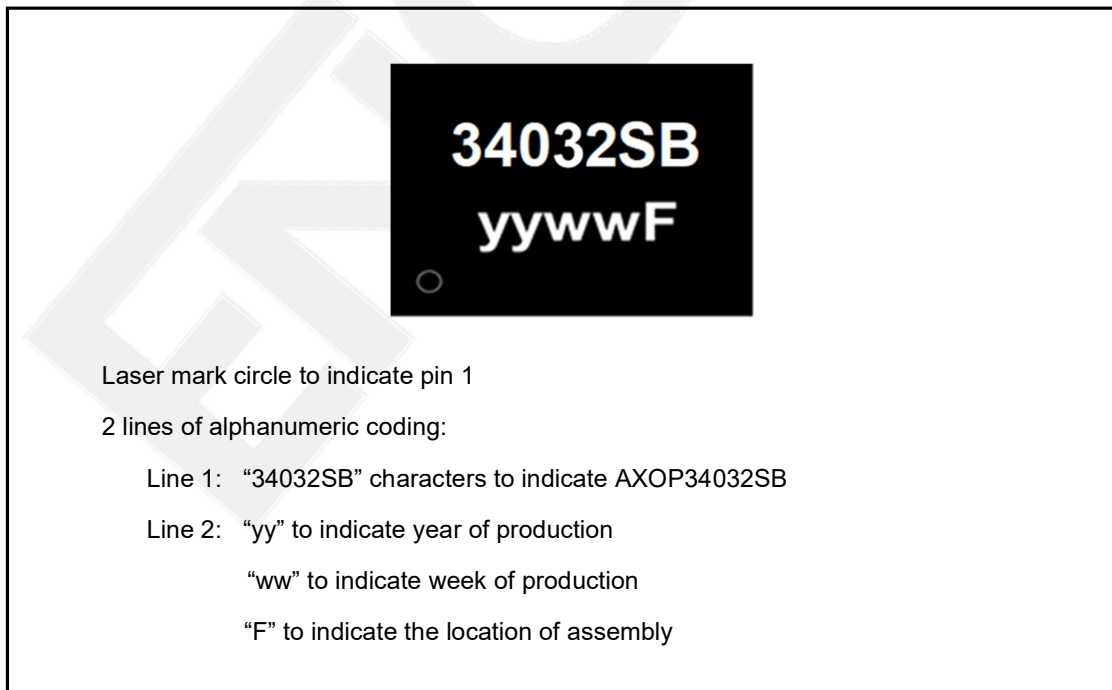 34032SB
yywwF
Laser mark circle to indicate pin 1
2 lines of alphanumeric coding:
Line 1: “34032SB” characters to indicate AXOP34032SB
Line 2: “yy” to indicate year of production
“ww” to indicate week of production
“F” to indicate the location of assembly